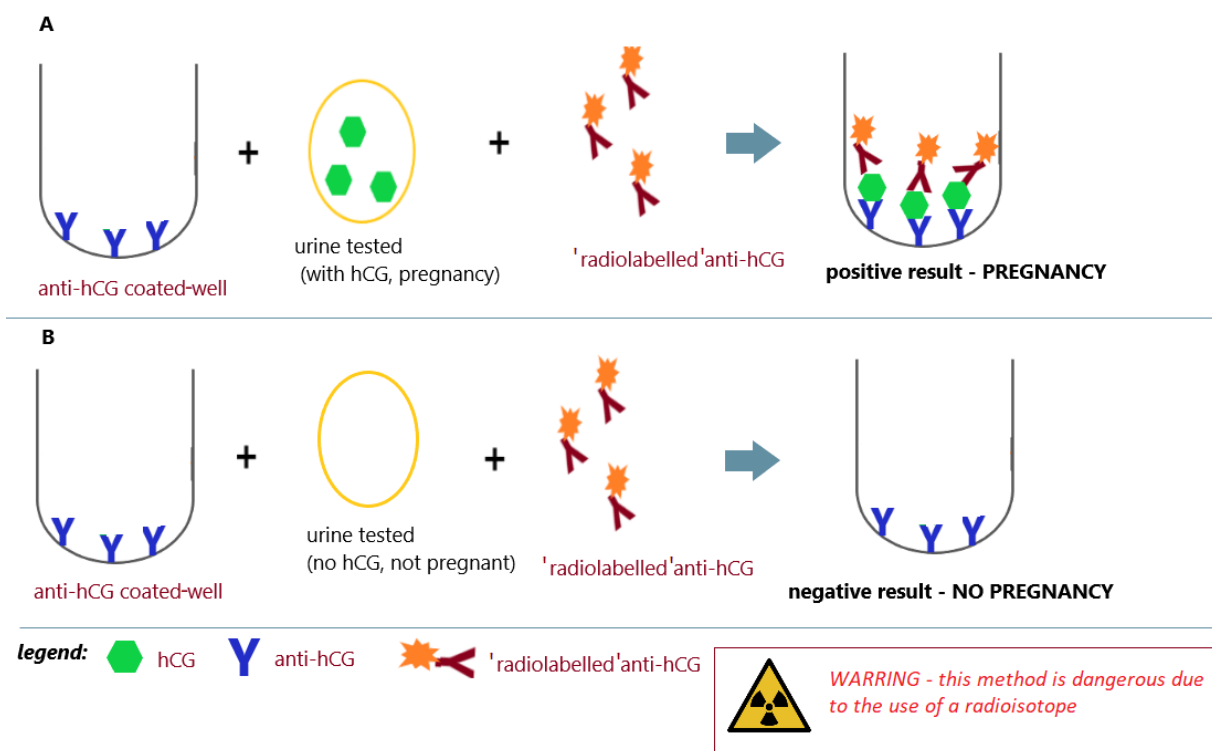 A
+
+
urine tested
(with hCG, pregnancy)
'radiolabelled'anti-hCG
positive result - PREGNANCY
anti-hCG coated-well
B
+
+
urine tested
(no hCG, not pregnant)
'radiolabelled'anti-hCG
anti-hCG coated-well
negative result - NO PREGNANCY
legend:
hCG
anti-hCG
'radiolabelled'anti-hCG
WARRING - this method is dangerous due
to the use of a radioisotope